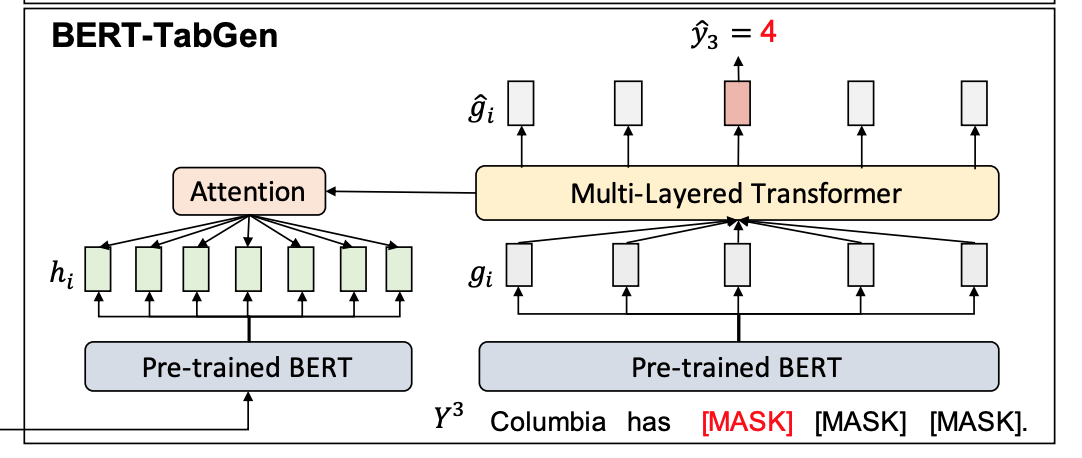 BERT-TabGen
ŷ₃ = 4
ĝᵢ
Attention
Multi-Layered Transformer
hᵢ
gᵢ
Pre-trained BERT
Pre-trained BERT
Y³ Columbia has [MASK] [MASK] [MASK].